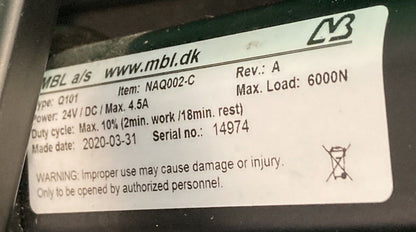 MBL a/s www.mbl.dk
Type: Q101 Item: NAQ002-C Rev.: A
Power: 24V / DC / Max. 4.5A Max. Load: 6000N
Duty cycle: Max. 10% (2min. work /18min. rest)
Made date: 2020-03-31 Serial no.: 14974
WARNING: Improper use may cause damage or injury.
Only to be opened by authorized personnel.